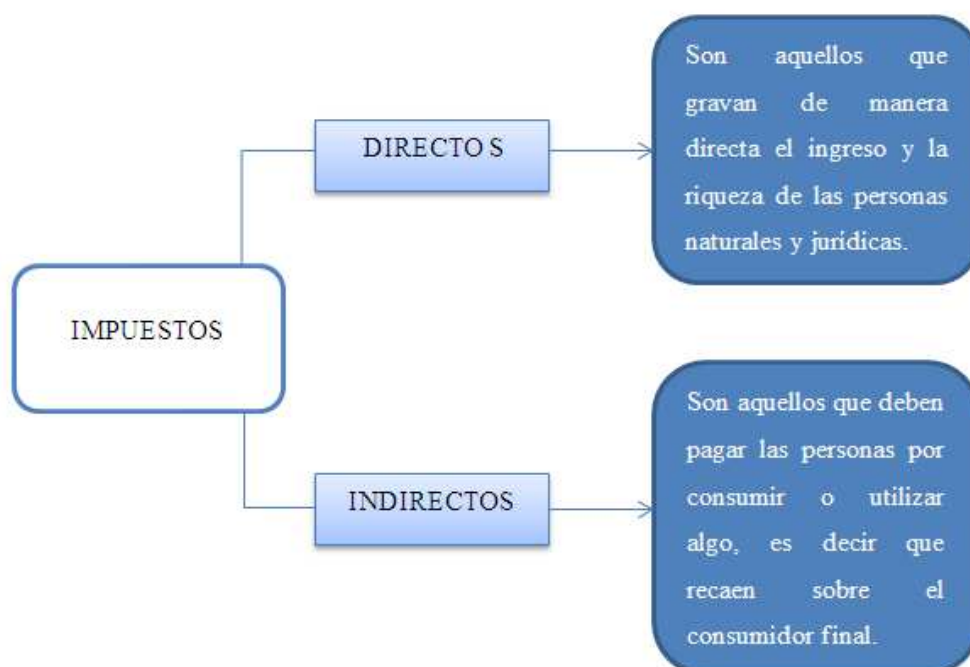 IMPUESTOS
DIRECTO S
Son aquellos que
gravan de manera
directa el ingreso y la
riqueza de las personas
naturales y jurídicas.
INDIRECTOS
Son aquellos que deben
pagar las personas por
consumir o utilizar
algo, es decir que
recaen sobre el
consumidor final.